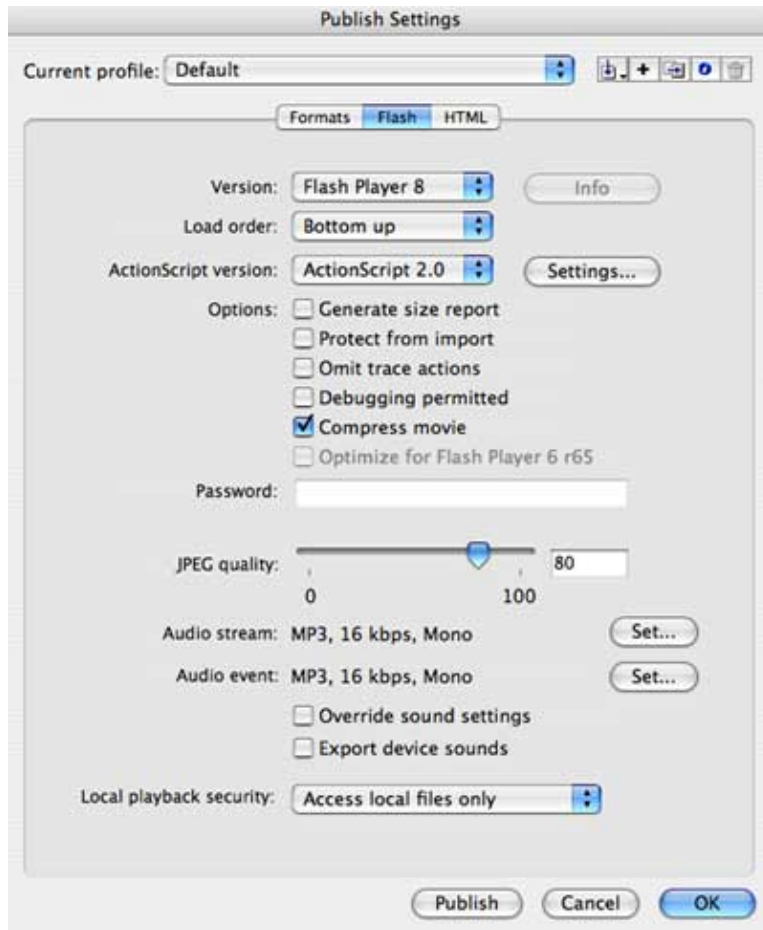 Publish Settings
Current profile: Default
Formats Flash HTML
Version: Flash Player 8 Info
Load order: Bottom up
ActionScript version: ActionScript 2.0 Settings...
Options: Generate size report
Protect from import
Omit trace actions
Debugging permitted
Compress movie
Optimize for Flash Player 6 r65
Password:
JPEG quality: 80
0 100
Audio stream: MP3, 16 kbps, Mono Set...
Audio event: MP3, 16 kbps, Mono Set...
Override sound settings
Export device sounds
Local playback security: Access local files only
Publish Cancel OK